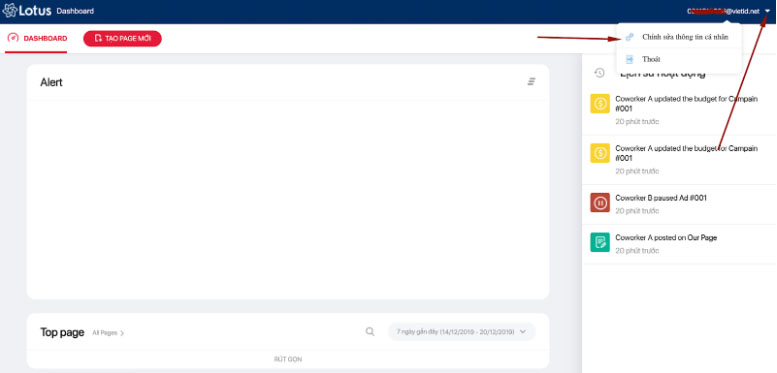 Lotus Dashboard
@vietid.net
DASHBOARD
TẠO PAGE MỚI
Chỉnh sửa thông tin cá nhân
Thoát
Alert
Lịch sử hoạt động
Coworker A updated the budget for Campain
#001
20 phút trước
Coworker A updated the budget for Campain
#001
20 phút trước
Coworker B paused Ad #001
20 phút trước
Coworker A posted on Our Page
20 phút trước
Top page
All Pages
7 ngày gần đây (14/12/2019 - 20/12/2019)
RÚT GỌN